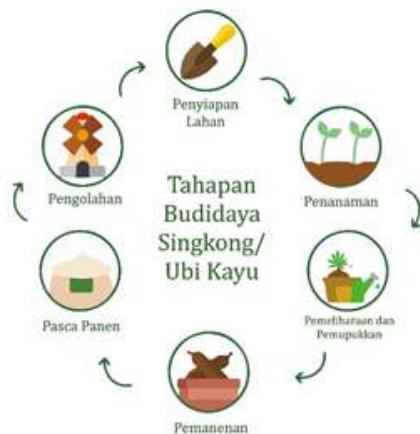 Tahapan
Budidaya
Singkong/
Ubi Kayu
Penyiapan
Lahan
Penanaman
Pemeliharaan dan
Pemupukkan
Pemanenan
Pasca Panen
Pengolahan